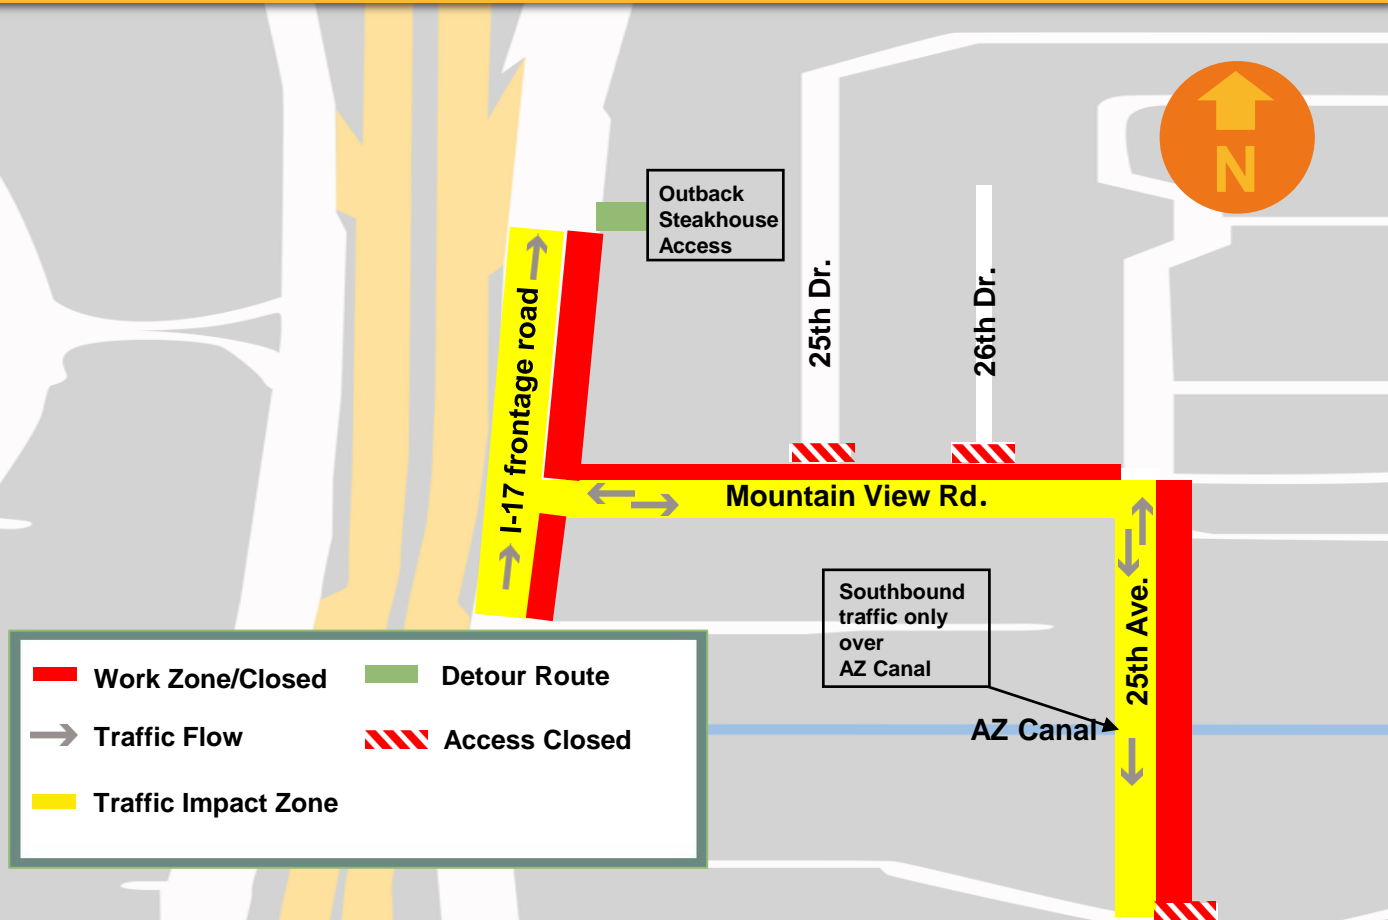 N
Outback
Steakhouse
Access
25th Dr.
26th Dr.
I-17 frontage road
Mountain View Rd.
Southbound
traffic only
over
AZ Canal
25th Ave.
AZ Canal
Work Zone/Closed
Detour Route
Traffic Flow
Access Closed
Traffic Impact Zone